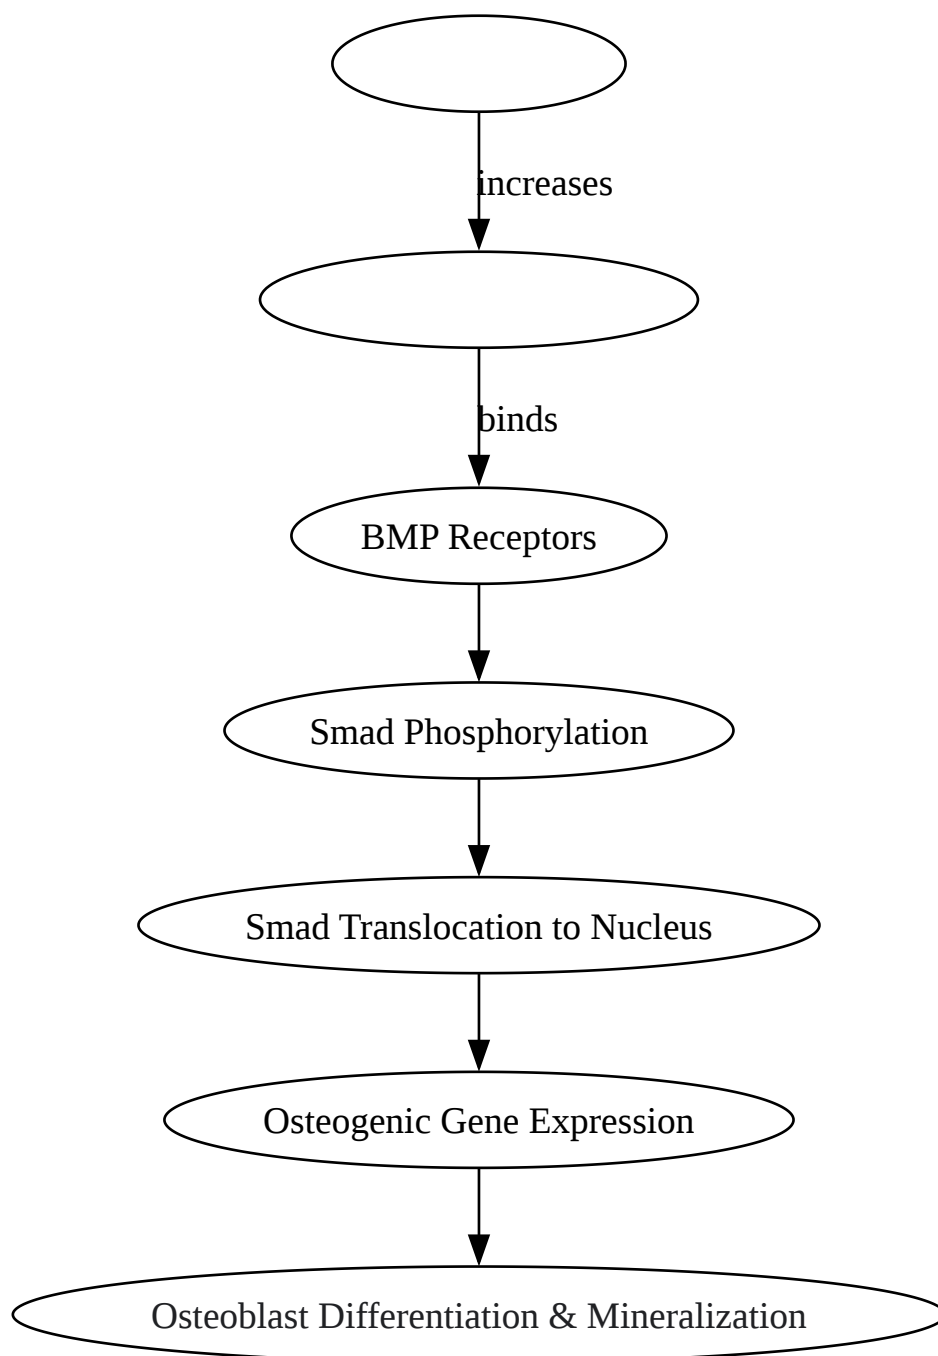 increases
binds
BMP Receptors
Smad Phosphorylation
Smad Translocation to Nucleus
Osteogenic Gene Expression
Osteoblast Differentiation & Mineralization